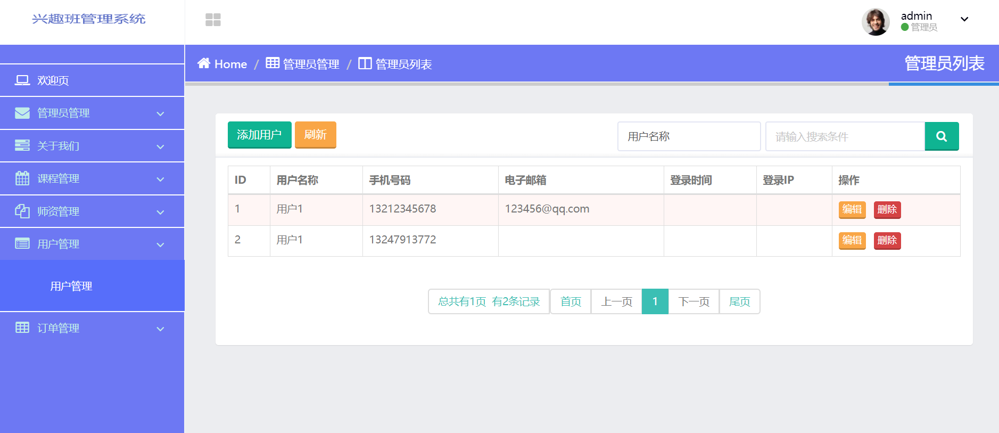 兴趣班管理系统
admin
管理员
Home / 管理员管理 / 管理员列表
管理员列表
欢迎页
管理员管理
关于我们
课程管理
师资管理
用户管理
用户管理
订单管理
添加用户 刷新 用户名称 请输入搜索条件
ID 用户名称 手机号码 电子邮箱 登录时间 登录IP 操作
1 用户1 13212345678 123456@qq.com 编辑 删除
2 用户1 13247913772 编辑 删除
总共有1页 有2条记录 首页 上一页 1 下一页 尾页